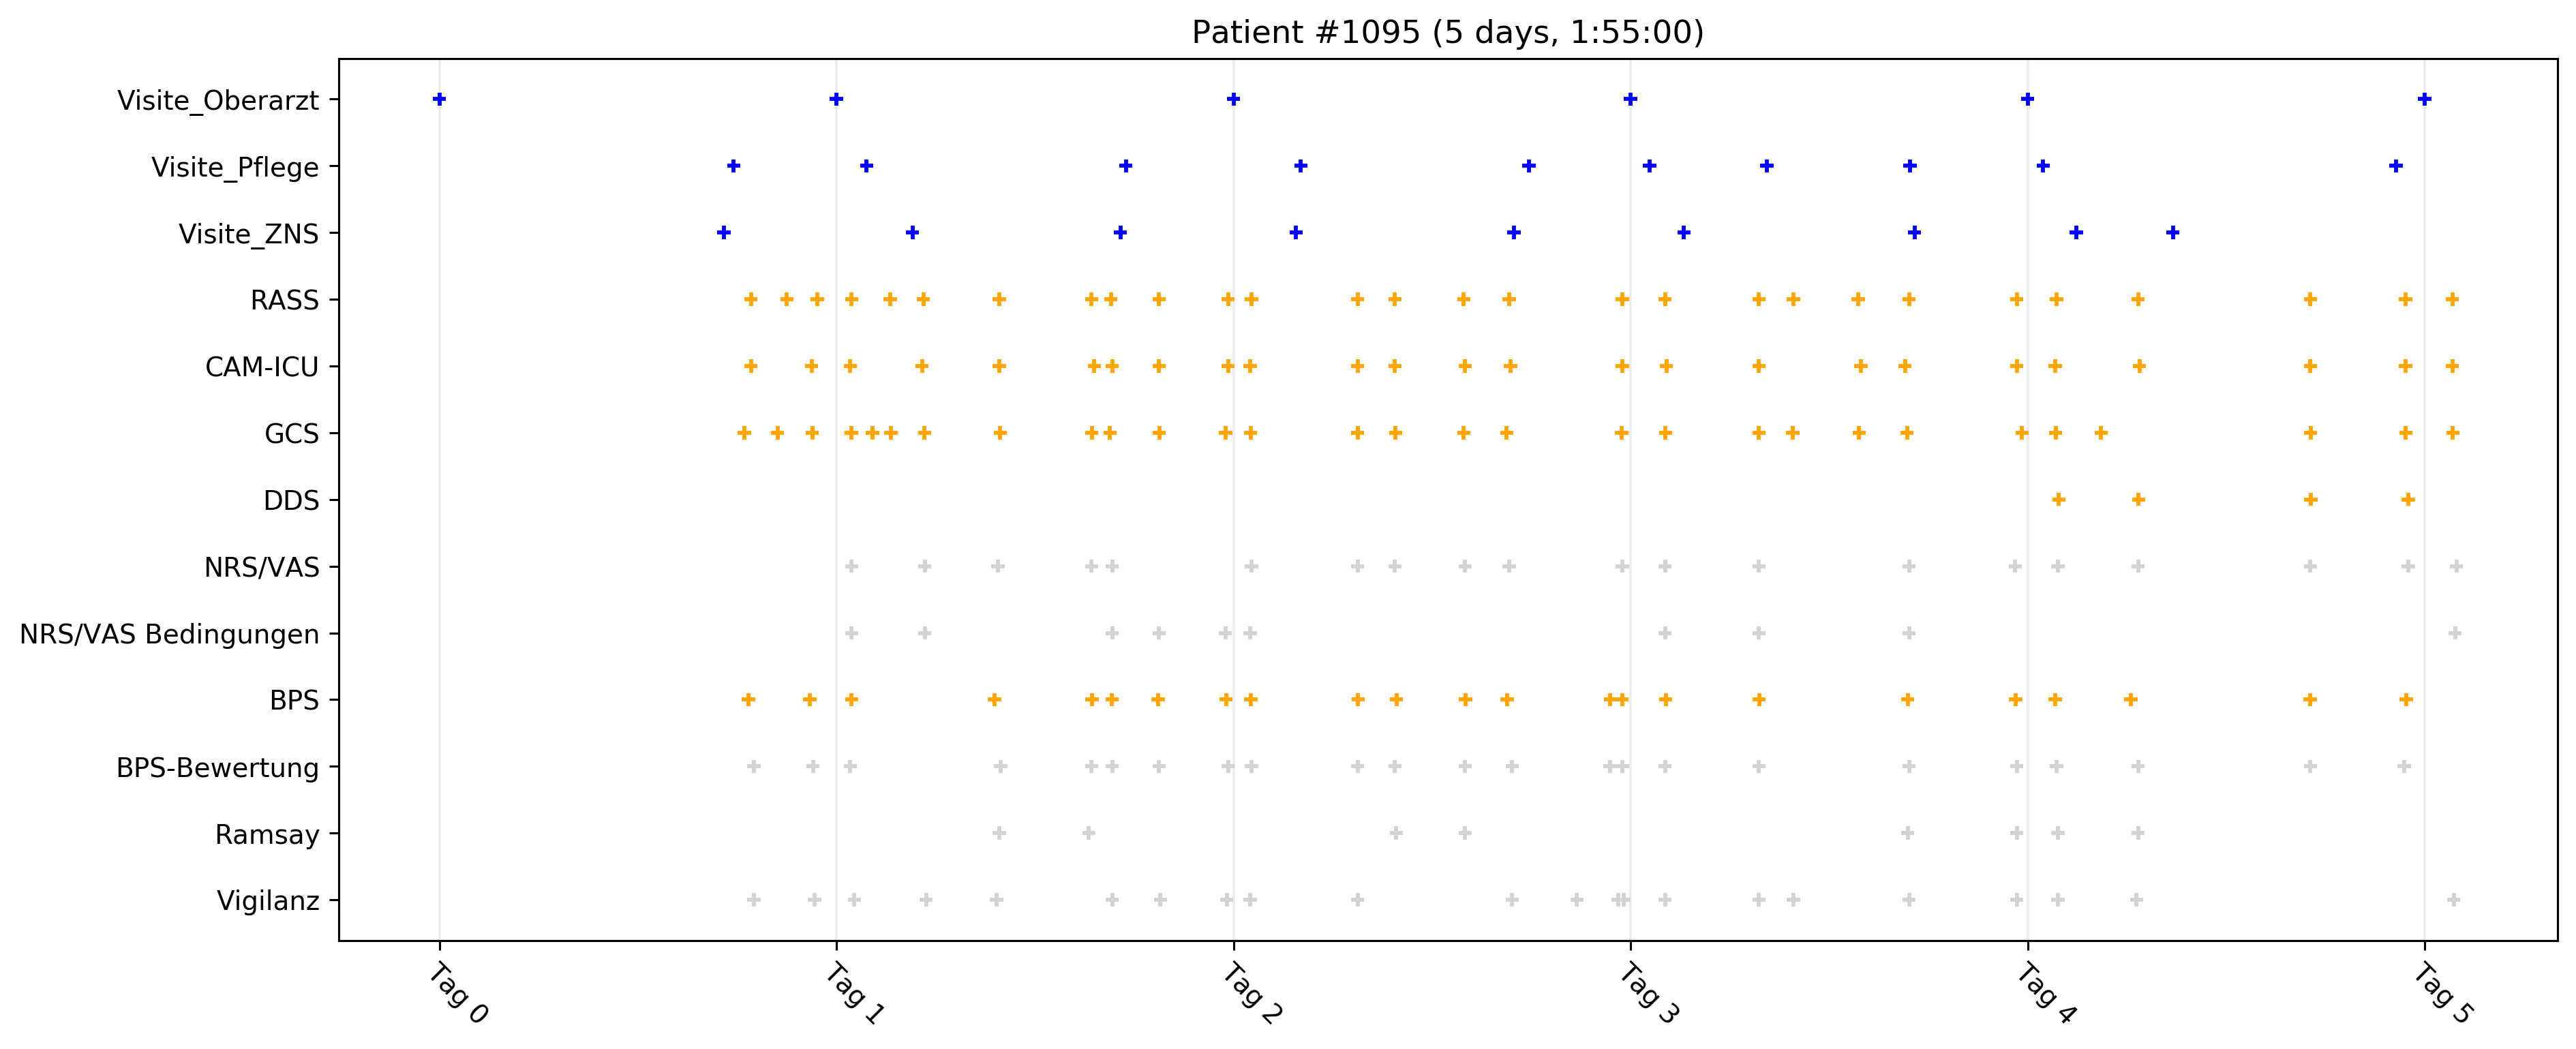 Patient #1095 (5 days, 1:55:00)
Visite_Oberarzt
Visite_Pflege
Visite_ZNS
RASS
CAM-ICU
GCS
DDS
NRS/VAS
NRS/VAS Bedingungen
BPS
BPS-Bewertung
Ramsay
Vigilanz
Tag 0
Tag 1
Tag 2
Tag 3
Tag 4
Tag 5